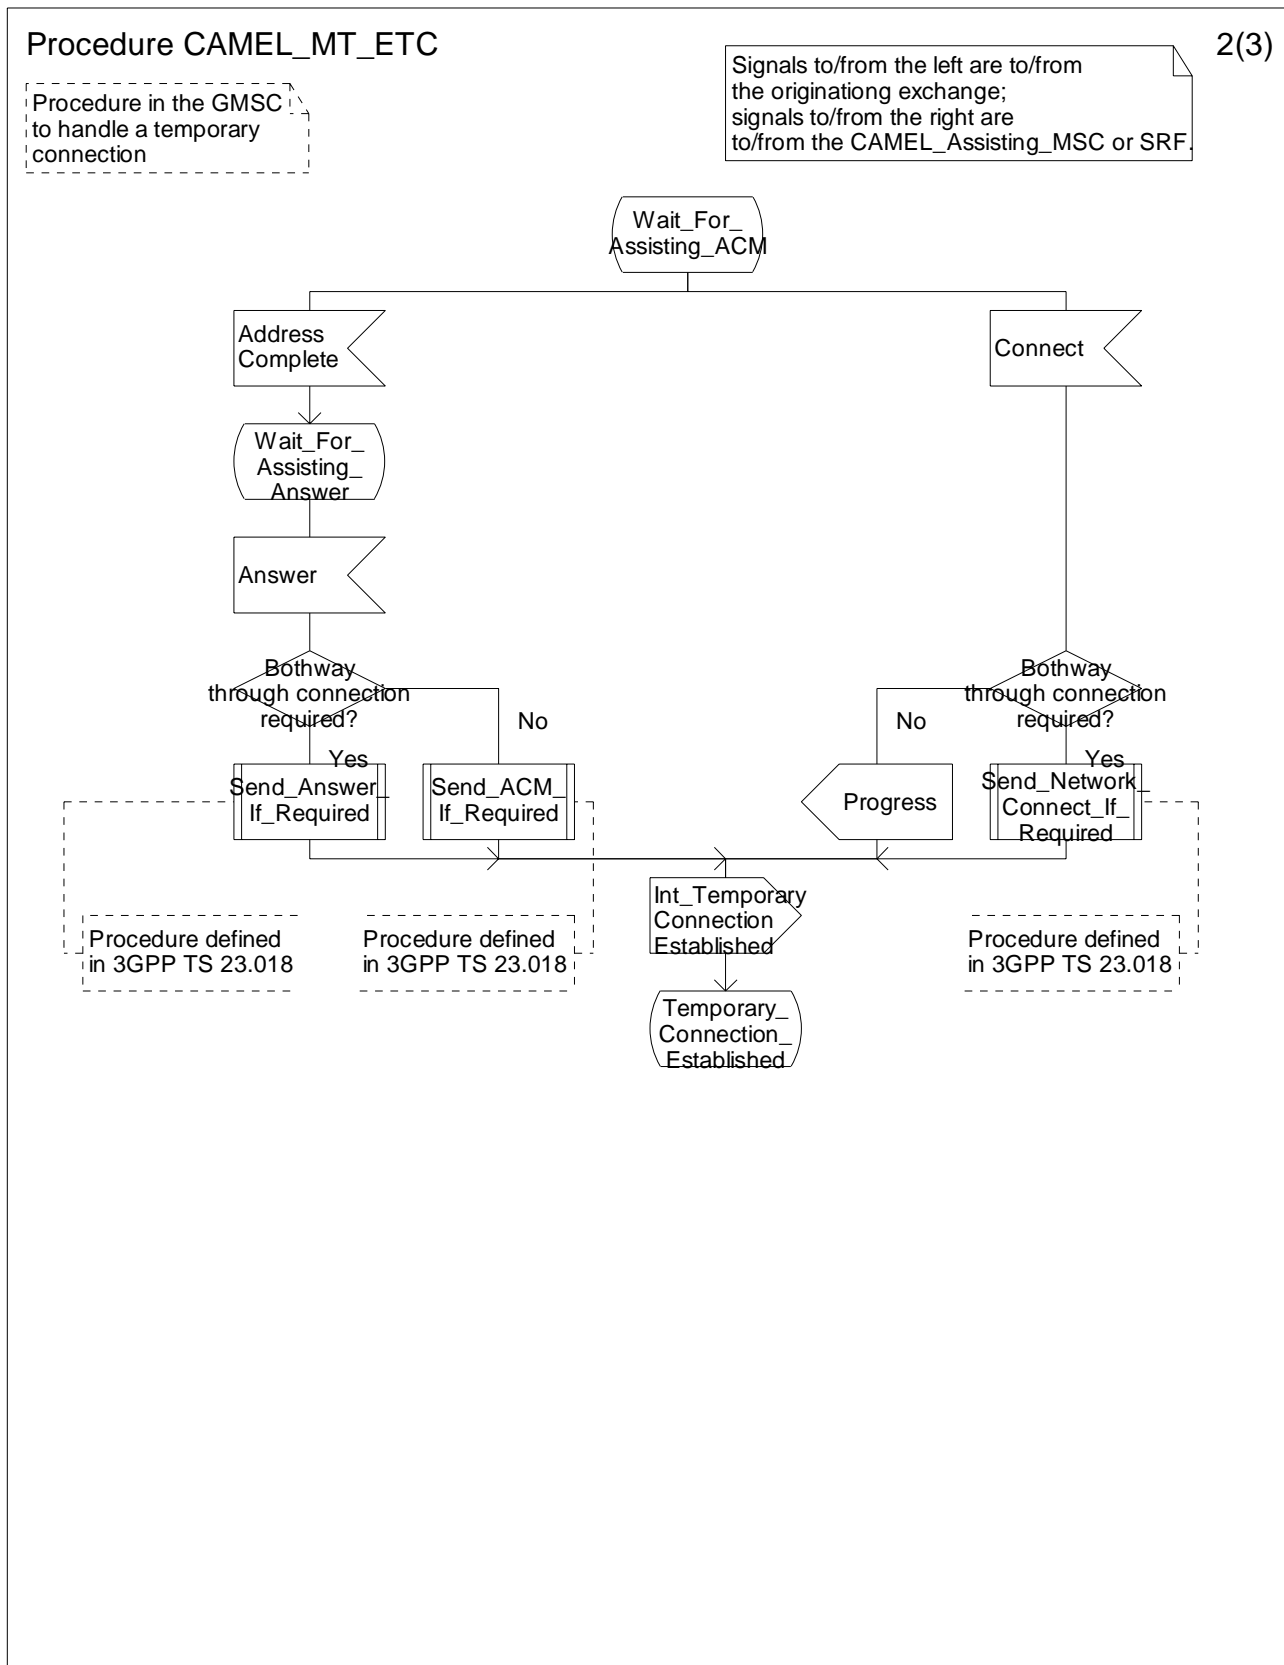 Procedure CAMEL_MT_ETC
2(3)
Procedure in the GMSC
to handle a temporary
connection
Signals to/from the left are to/from
the originationg exchange;
signals to/from the right are
to/from the CAMEL_Assisting_MSC or SRF.
Wait_For_
Assisting_ACM
Address
Complete
Connect
Wait_For_
Assisting_
Answer
Answer
Bothway
through connection
required?
Bothway
through connection
required?
No
No
Yes
Yes
Send_Answer_
If_Required
Send_ACM_
If_Required
Progress
Send_Network_
Connect_If_
Required
Int_Temporary
Connection
Established
Procedure defined
in 3GPP TS 23.018
Procedure defined
in 3GPP TS 23.018
Procedure defined
in 3GPP TS 23.018
Temporary_
Connection_
Established